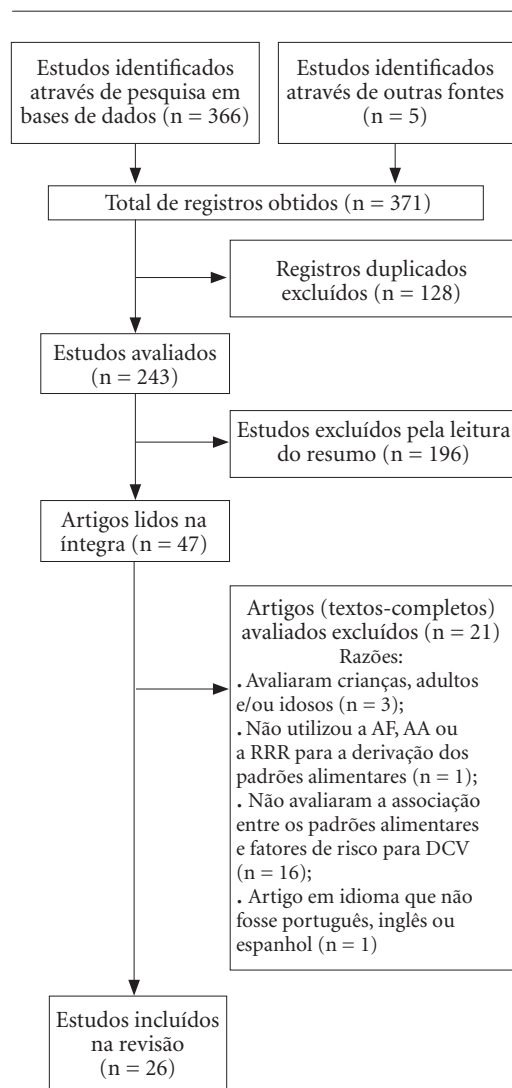 Estudos identificados
através de pesquisa em
bases de dados (n = 366)
Estudos identificados
através de outras fontes
(n = 5)
Total de registros obtidos (n = 371)
Registros duplicados
excluídos (n = 128)
Estudos avaliados
(n = 243)
Estudos excluídos pela leitura
do resumo (n = 196)
Artigos lidos na
íntegra (n = 47)
Artigos (textos-completos)
avaliados excluídos (n = 21)
Razões:
. Avaliaram crianças, adultos
e/ou idosos (n = 3);
. Não utilizou a AF, AA ou
a RRR para a derivação dos
padrões alimentares (n = 1);
. Não avaliaram a associação
entre os padrões alimentares
e fatores de risco para DCV
(n = 16);
. Artigo em idioma que não
fosse português, inglês ou
espanhol (n = 1)
Estudos incluídos
na revisão
(n = 26)